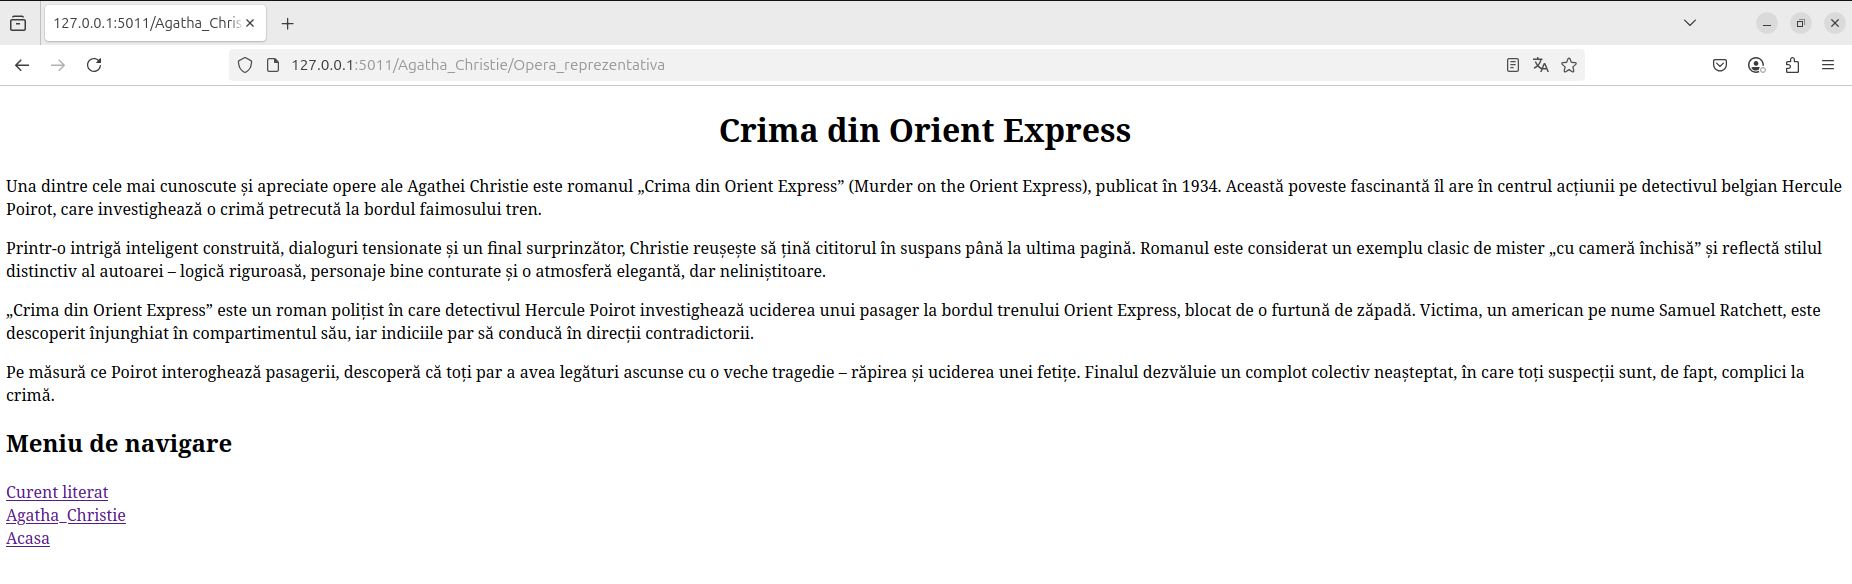 127.0.0.1:5011/Agatha_Chris
127.0.0.1:5011/Agatha_Christie/Opera_reprezentativa
Crima din Orient Express
Una dintre cele mai cunoscute și apreciate opere ale Agathei Christie este romanul „Crima din Orient Express” (Murder on the Orient Express), publicat în 1934. Această poveste fascinantă îl are în centrul acțiunii pe detectivul belgian Hercule
Poirot, care investighează o crimă petrecută la bordul faimosului tren.
Printr-o intrigă inteligent construită, dialoguri tensionate și un final surprinzător, Christie reușește să țină cititorul în suspans până la ultima pagină. Romanul este considerat un exemplu clasic de mister „cu cameră închisă” și reflectă stilul
distinctiv al autoarei – logică riguroasă, personaje bine conturate și o atmosferă elegantă, dar neliniștitoare.
„Crima din Orient Express” este un roman polițist în care detectivul Hercule Poirot investighează uciderea unui pasager la bordul trenului Orient Express, blocat de o furtună de zăpadă. Victima, un american pe nume Samuel Ratchett, este
descoperit înjunghiat în compartimentul său, iar indiciile par să conducă în direcții contradictorii.
Pe măsură ce Poirot interoghează pasagerii, descoperă că toți par a avea legături ascunse cu o veche tragedie – răpirea și uciderea unei fetițe. Finalul dezvăluie un complot colectiv neașteptat, în care toți suspecții sunt, de fapt, complici la
crimă.
Meniu de navigare
Curent literat
Agatha_Christie
Acasa